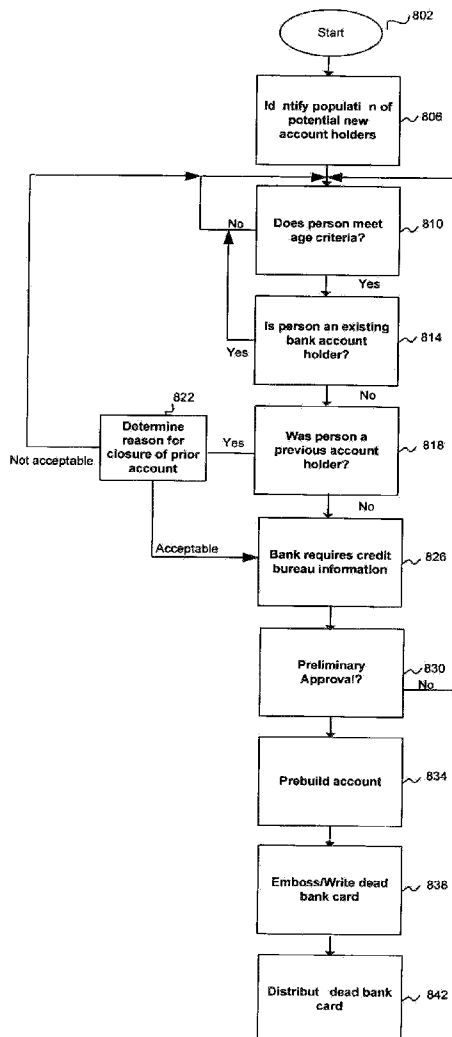 802
Start
Id ntify populati n of
potential new
account holders
806
No
Does person meet
age criteria?
810
Yes
Is person an existing
bank account
holder?
814
Yes
No
822
Determine
reason for
closure of prior
account
Yes
Was person a
previous account
holder?
818
Not acceptable
No
Acceptable
Bank requires credit
bureau information
826
Preliminary
Approval?
830
No
Prebuild account
834
Emboss/Write dead
bank card
838
Distribut dead bank
card
842